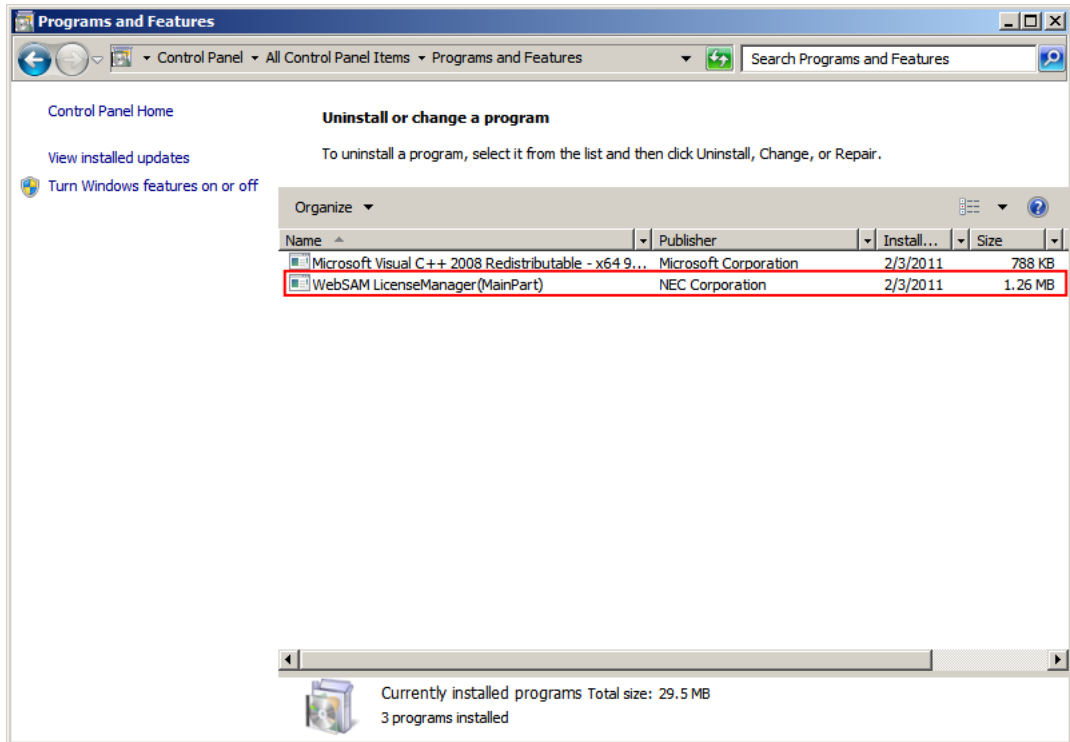 Programs and Features
Control Panel All Control Panel Items Programs and Features Search Programs and Features
Control Panel Home
View installed updates
Turn Windows features on or off
Uninstall or change a program
To uninstall a program, select it from the list and then click Uninstall, Change, or Repair.
Organize
Name Publisher Install... Size
Microsoft Visual C++ 2008 Redistributable - x64 9... Microsoft Corporation 2/3/2011 788 KB
WebSAM LicenseManager(MainPart) NEC Corporation 2/3/2011 1.26 MB
Currently installed programs Total size: 29.5 MB
3 programs installed